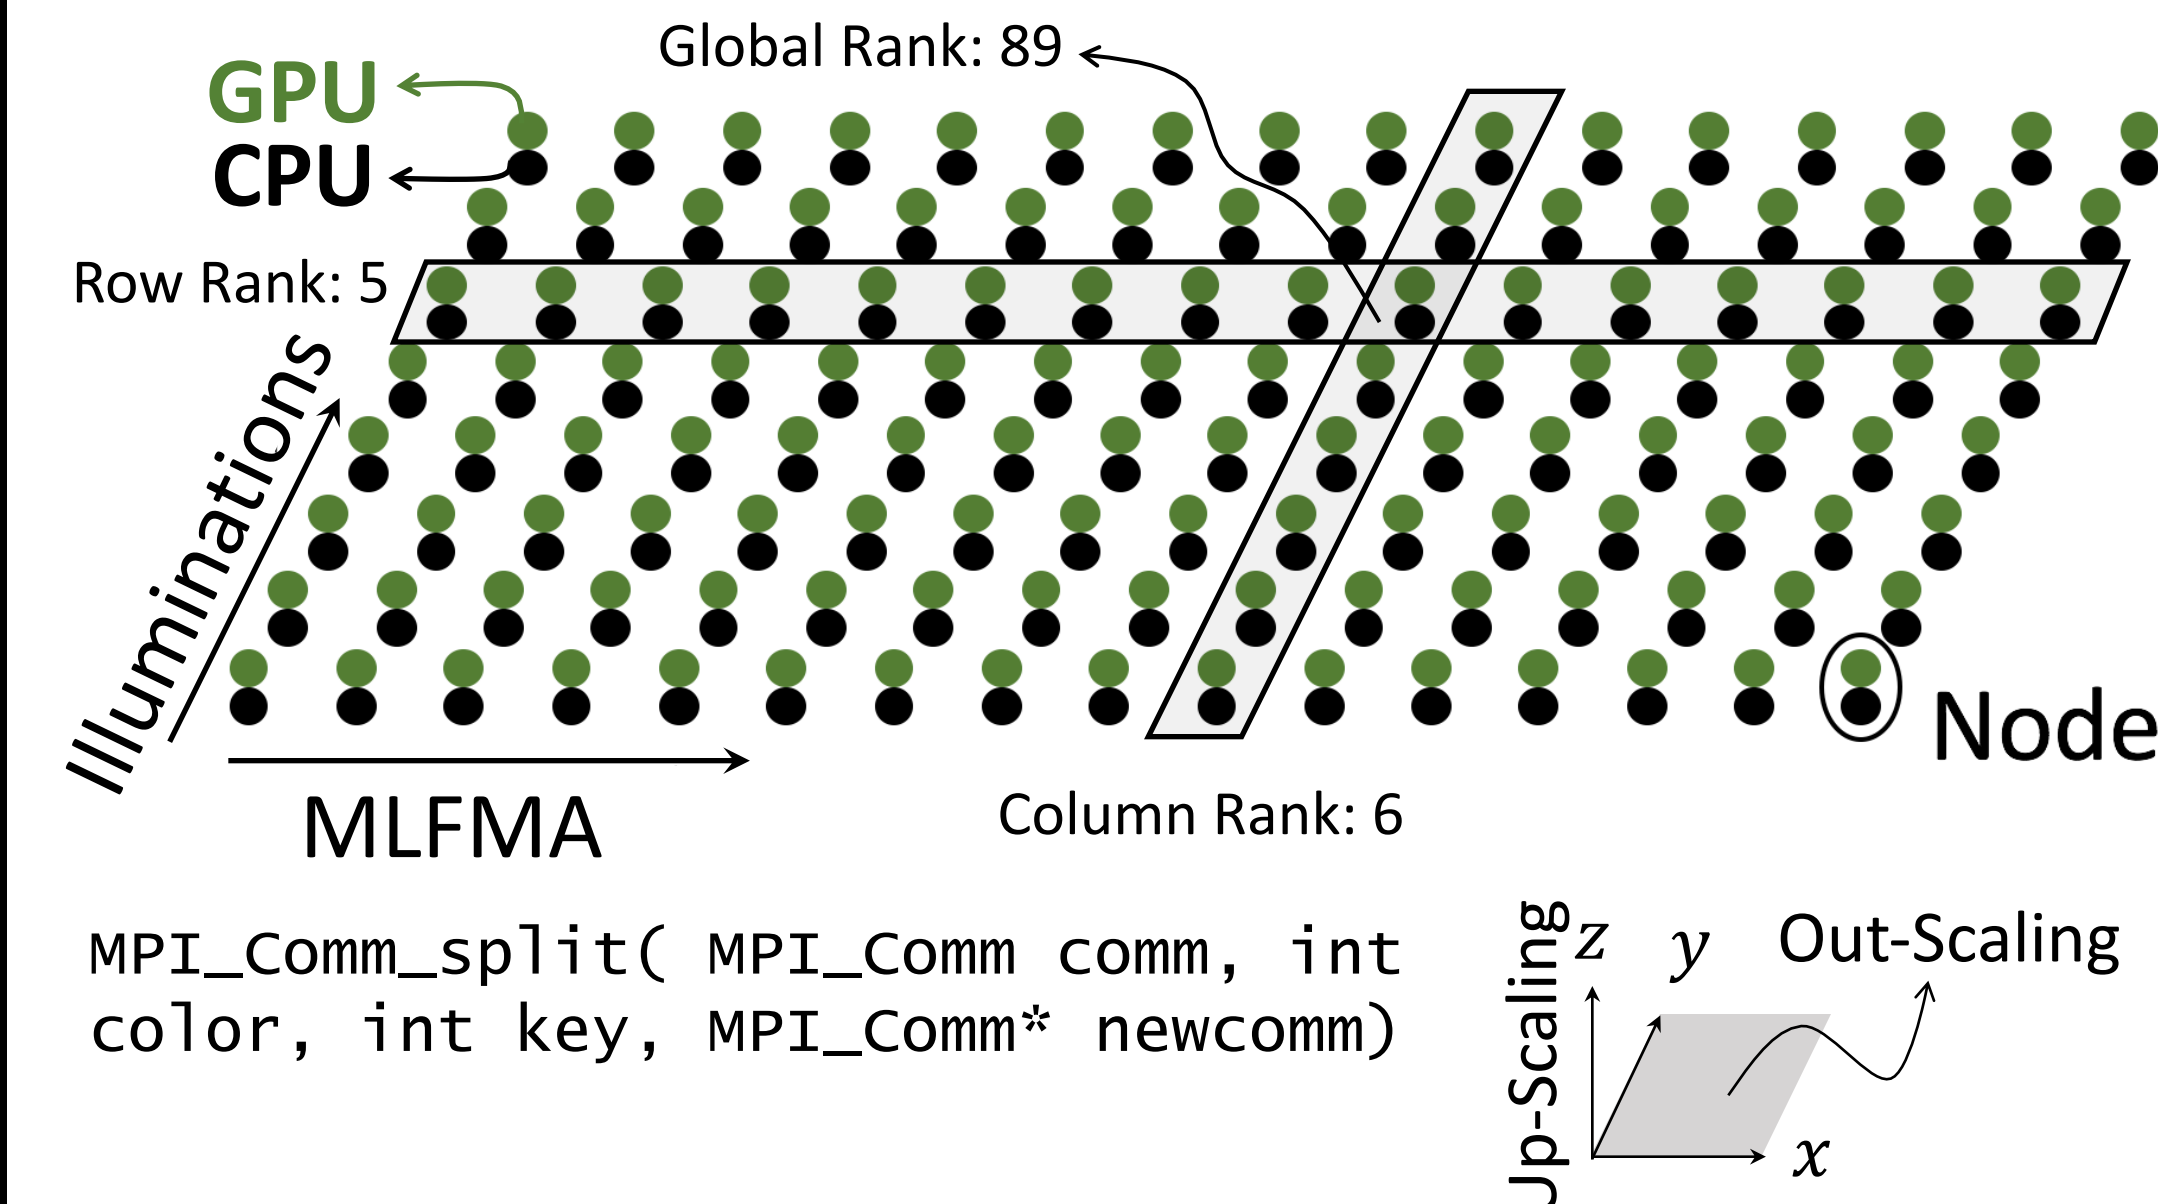 Global Rank: 89
GPU
CPU
Row Rank: 5
Illuminations
MLFMA
Node
Column Rank: 6
MPI_Comm_split( MPI_Comm comm, int
color, int key, MPI_Comm* newcomm)
Up-Scaling
z
y
Out-Scaling
x